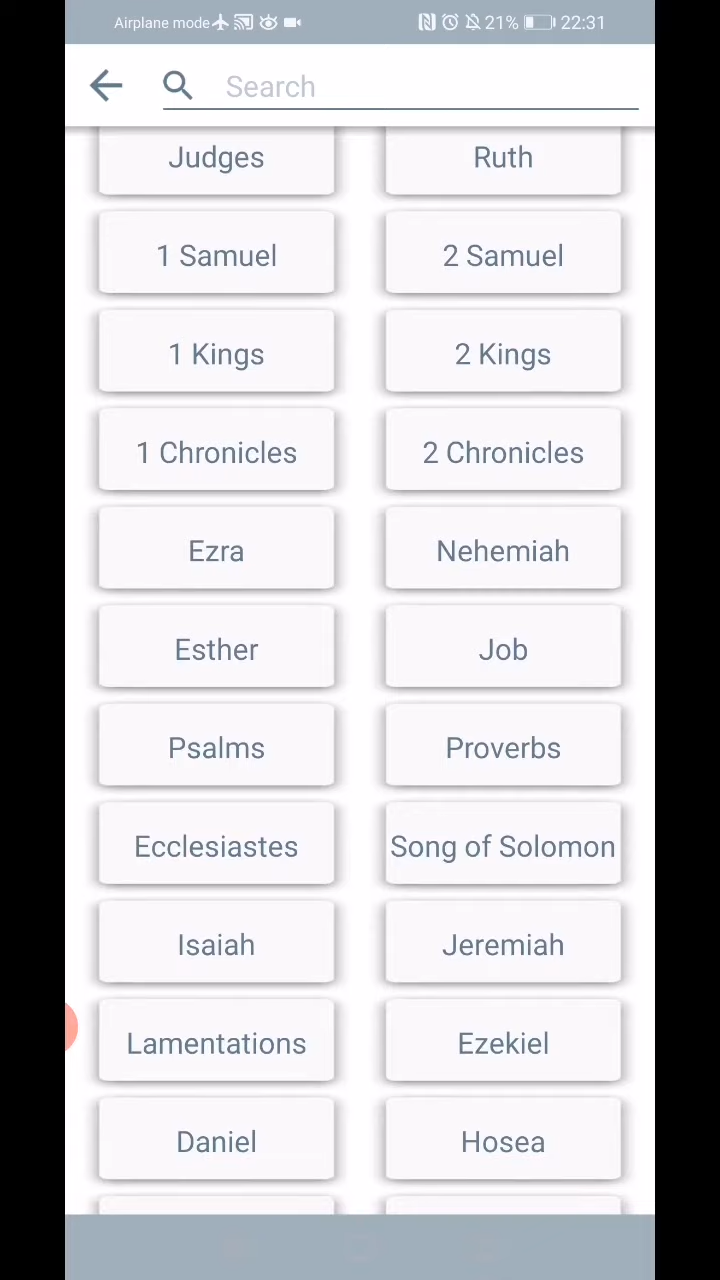 Airplane mode 21% 22:31
Search
Judges Ruth
1 Samuel 2 Samuel
1 Kings 2 Kings
1 Chronicles 2 Chronicles
Ezra Nehemiah
Esther Job
Psalms Proverbs
Ecclesiastes Song of Solomon
Isaiah Jeremiah
Lamentations Ezekiel
Daniel Hosea